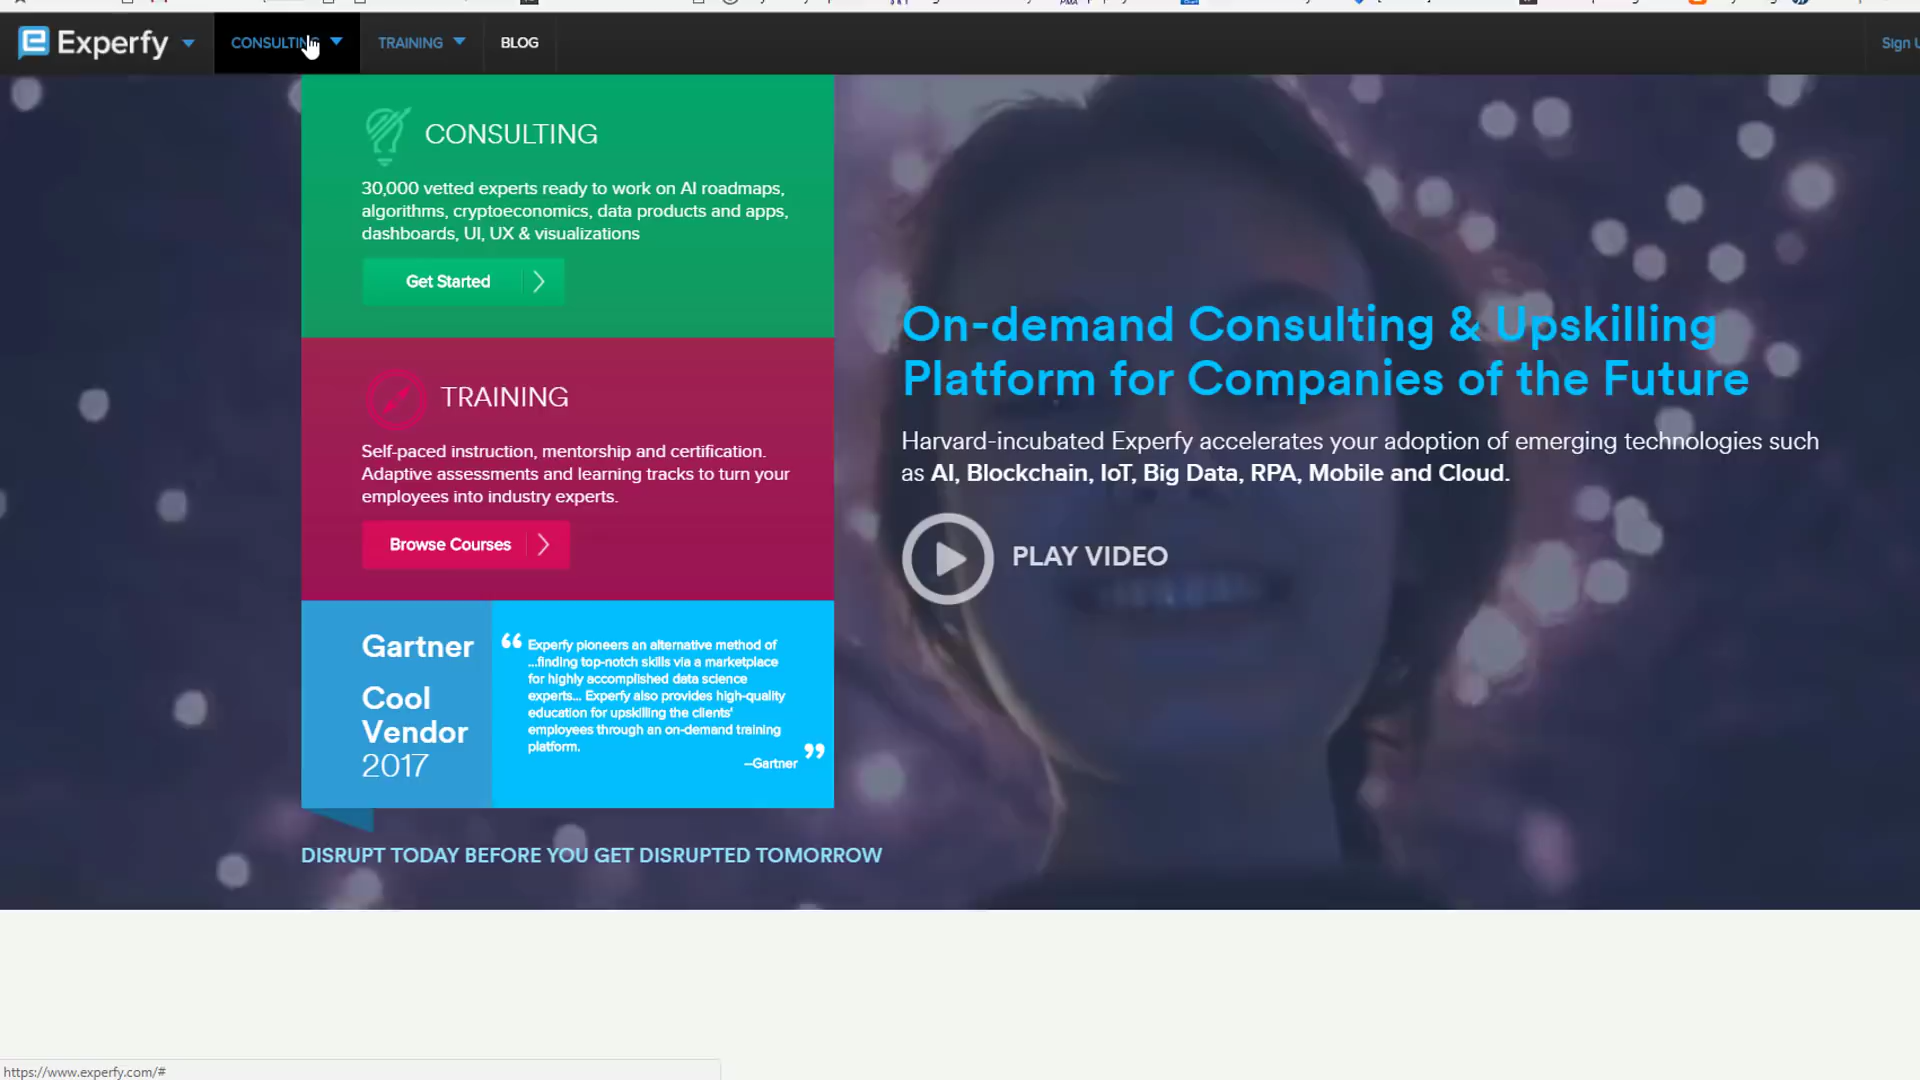 Experfy
CONSULTING
TRAINING
BLOG
Sign
CONSULTING
30,000 vetted experts ready to work on AI roadmaps,
algorithms, cryptoeconomics, data products and apps,
dashboards, UI, UX & visualizations
Get Started
TRAINING
Self-paced instruction, mentorship and certification.
Adaptive assessments and learning tracks to turn your
employees into industry experts.
Browse Courses
Gartner
Cool
Vendor
2017
“ Experfy pioneers an alternative method of
...finding top-notch skills via a marketplace
for highly accomplished data science
experts... Experfy also provides high-quality
education for upskilling the clients'
employees through an on-demand training
platform.
–Gartner ”
DISRUPT TODAY BEFORE YOU GET DISRUPTED TOMORROW
On-demand Consulting & Upskilling
Platform for Companies of the Future
Harvard-incubated Experfy accelerates your adoption of emerging technologies such
as AI, Blockchain, IoT, Big Data, RPA, Mobile and Cloud.
PLAY VIDEO
https://www.experfy.com/#